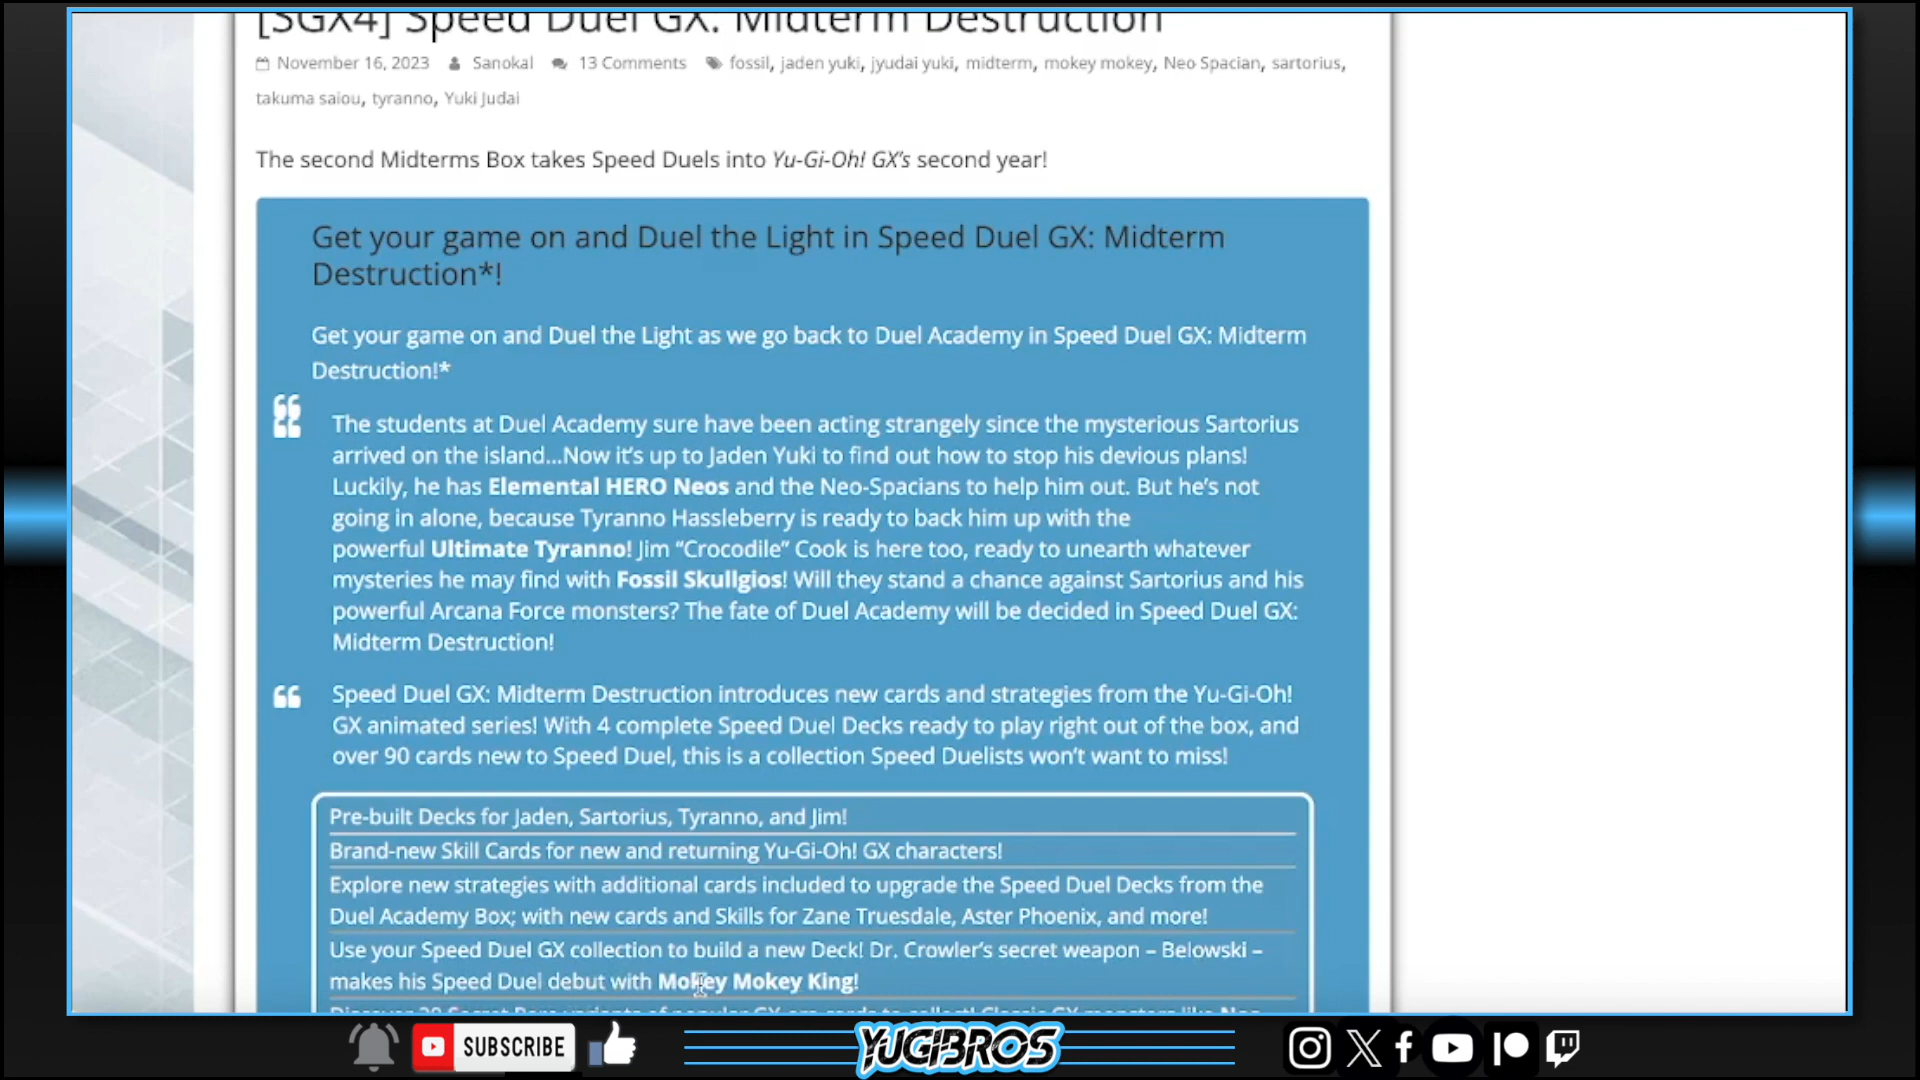 [SGX4] Speed Duel GX: Midterm Destruction
November 16, 2023 Sanokal 13 Comments fossil, jaden yuki, jyudai yuki, midterm, mokey mokey, Neo Spacian, sartorius,
takuma saiou, tyranno, Yuki Judai
The second Midterms Box takes Speed Duels into Yu-Gi-Oh! GX's second year!
Get your game on and Duel the Light in Speed Duel GX: Midterm
Destruction*!
Get your game on and Duel the Light as we go back to Duel Academy in Speed Duel GX: Midterm
Destruction!*
The students at Duel Academy sure have been acting strangely since the mysterious Sartorius
arrived on the island...Now it's up to Jaden Yuki to find out how to stop his devious plans!
Luckily, he has Elemental HERO Neos and the Neo-Spacians to help him out. But he's not
going in alone, because Tyranno Hassleberry is ready to back him up with the
powerful Ultimate Tyranno! Jim “Crocodile” Cook is here too, ready to unearth whatever
mysteries he may find with Fossil Skullgios! Will they stand a chance against Sartorius and his
powerful Arcana Force monsters? The fate of Duel Academy will be decided in Speed Duel GX:
Midterm Destruction!
Speed Duel GX: Midterm Destruction introduces new cards and strategies from the Yu-Gi-Oh!
GX animated series! With 4 complete Speed Duel Decks ready to play right out of the box, and
over 90 cards new to Speed Duel, this is a collection Speed Duelists won't want to miss!
Pre-built Decks for Jaden, Sartorius, Tyranno, and Jim!
Brand-new Skill Cards for new and returning Yu-Gi-Oh! GX characters!
Explore new strategies with additional cards included to upgrade the Speed Duel Decks from the
Duel Academy Box; with new cards and Skills for Zane Truesdale, Aster Phoenix, and more!
Use your Speed Duel GX collection to build a new Deck! Dr. Crowler's secret weapon – Belowski –
makes his Speed Duel debut with Mokey Mokey King!
SUBSCRIBE
YUGIBROS